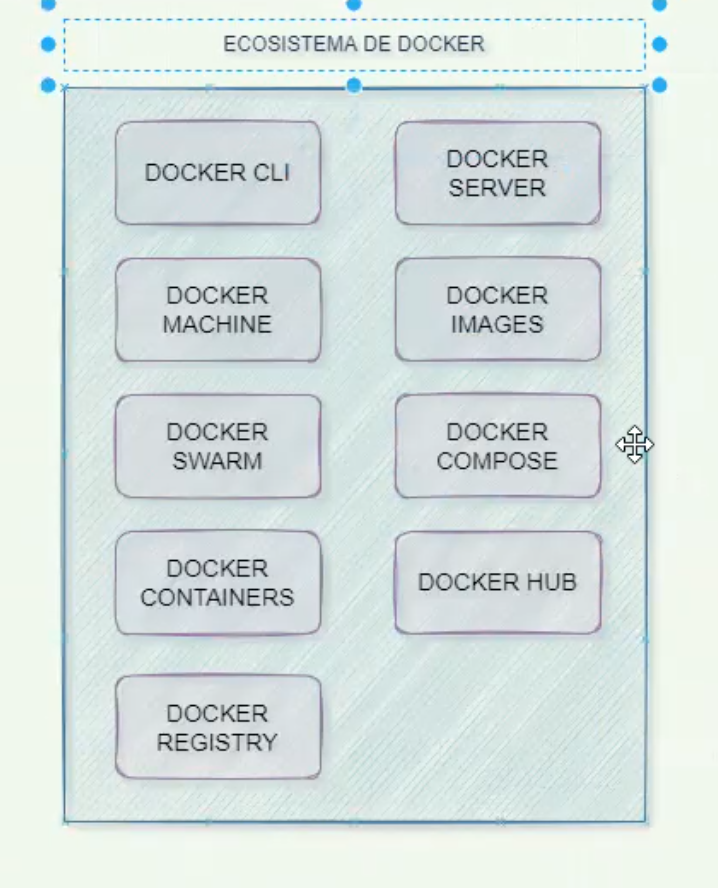 ECOSISTEMA DE DOCKER
DOCKER CLI
DOCKER
SERVER
DOCKER
MACHINE
DOCKER
IMAGES
DOCKER
SWARM
DOCKER
COMPOSE
DOCKER
CONTAINERS
DOCKER HUB
DOCKER
REGISTRY